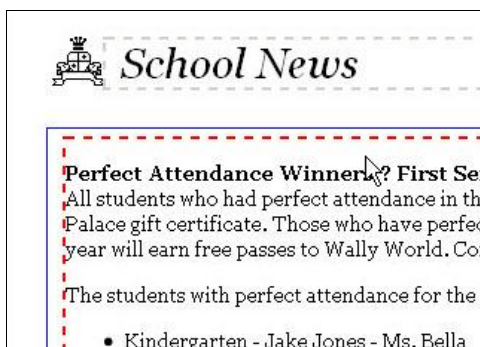 School News
Perfect Attendance Winner ? First Se
All students who had perfect attendance in th
Palace gift certificate. Those who have perfec
year will earn free passes to Wally World. Co
The students with perfect attendance for the
• Kindergarten - Jake Jones - Ms. Bella